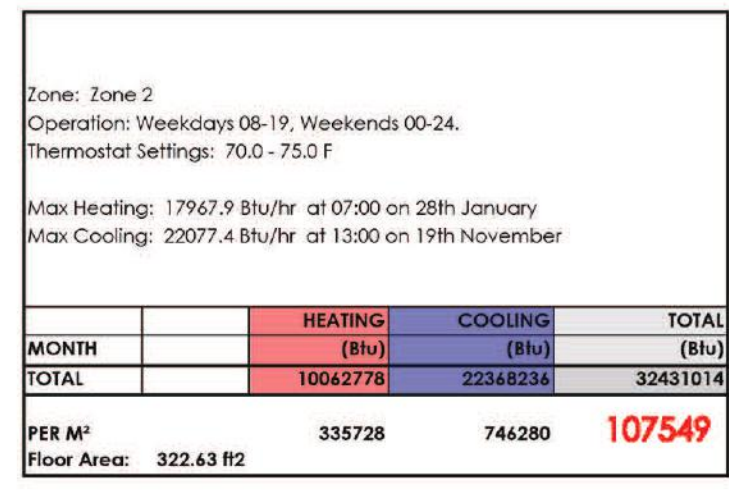 Zone: Zone 2
Operation: Weekdays 08-19, Weekends 00-24.
Thermostat Settings: 70.0 - 75.0 F
Max Heating: 17967.9 Btu/hr at 07:00 on 28th January
Max Cooling: 22077.4 Btu/hr at 13:00 on 19th November
HEATING COOLING TOTAL
MONTH (Btu) (Btu) (Btu)
TOTAL 10062778 22368236 32431014
PER M² 335728 746280 107549
Floor Area: 322.63 ft2